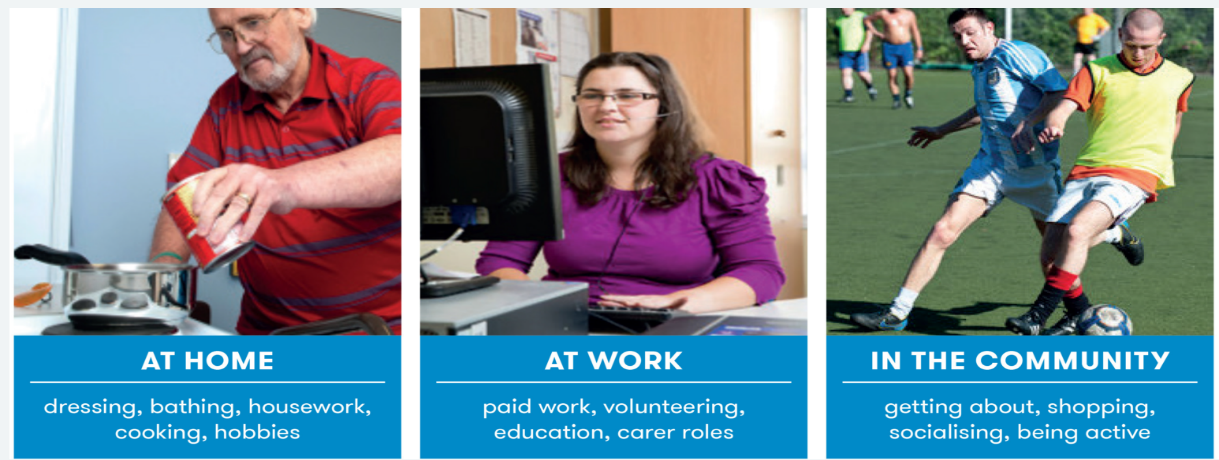 AT HOME
dressing, bathing, housework,
cooking, hobbies
AT WORK
paid work, volunteering,
education, carer roles
IN THE COMMUNITY
getting about, shopping,
socialising, being active